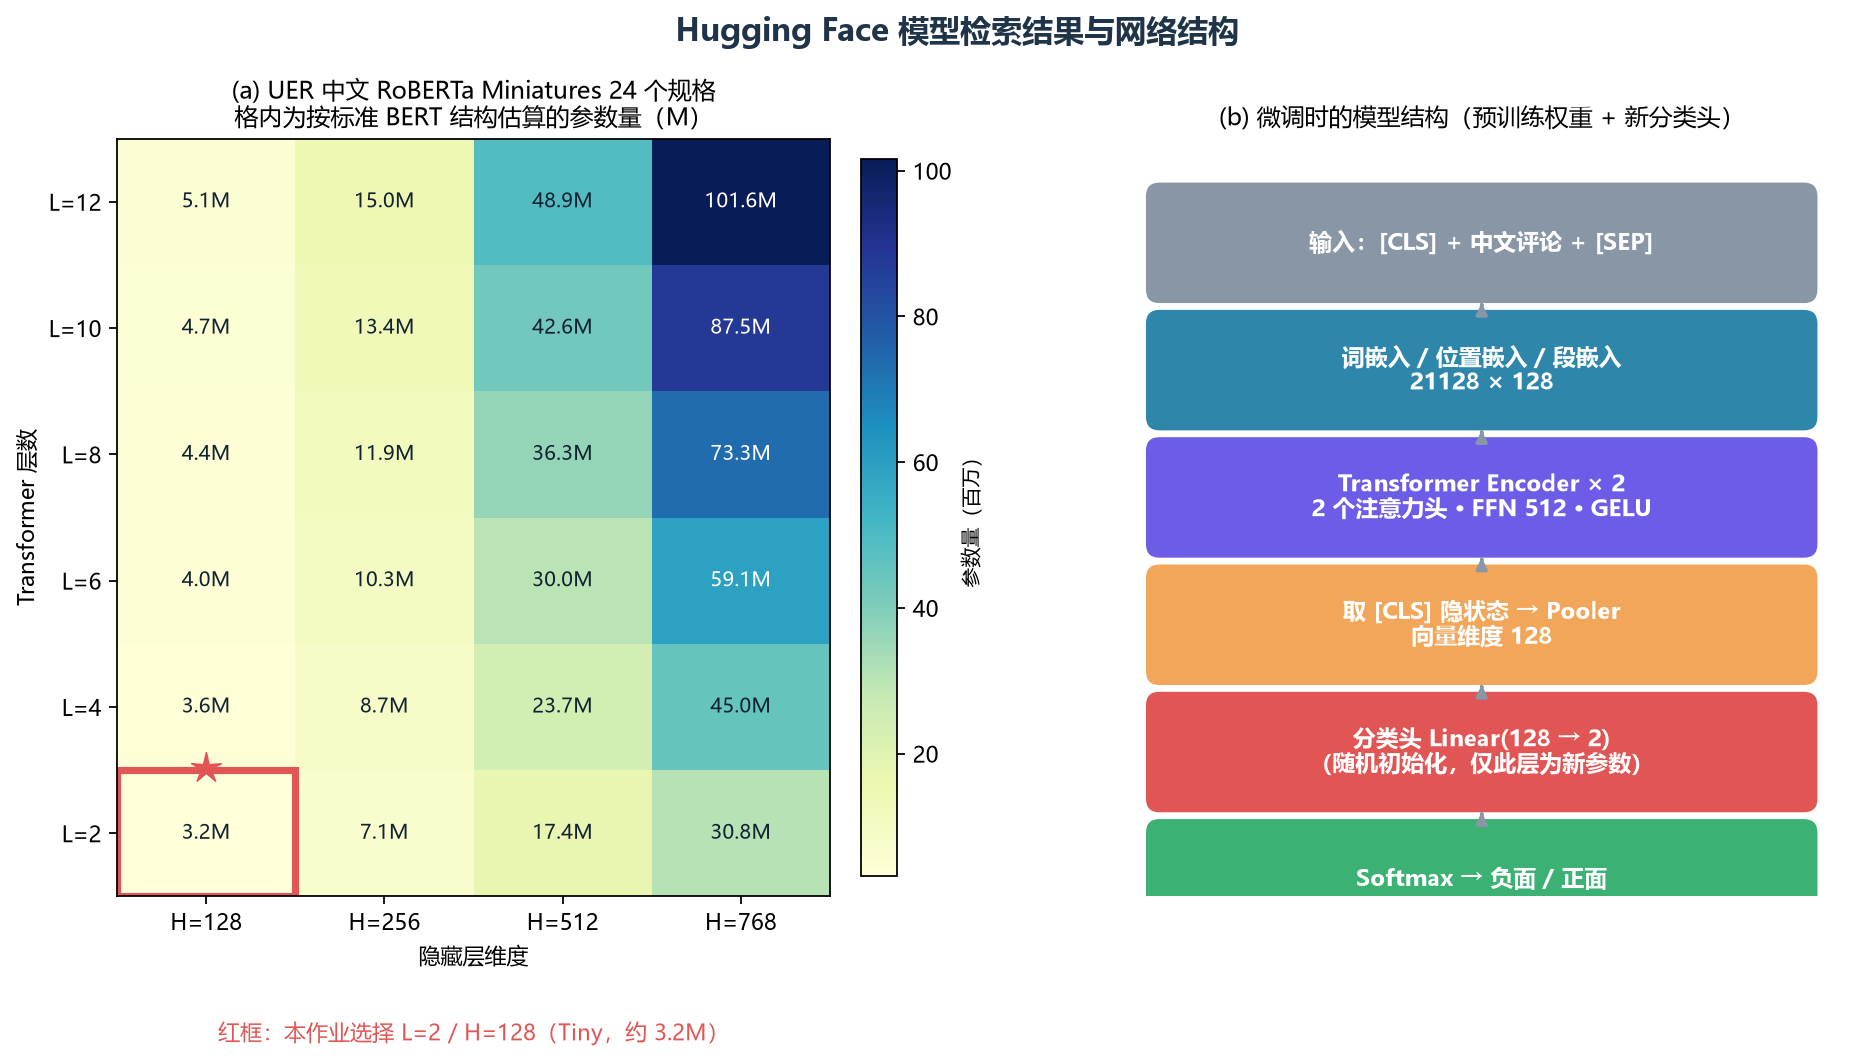 Hugging Face 模型检索结果与网络结构
(a) UER 中文 RoBERTa Miniatures 24 个规格
格内为按标准 BERT 结构估算的参数量（M）
Transformer 层数
L=12
5.1M
15.0M
48.9M
101.6M
L=10
4.7M
13.4M
42.6M
87.5M
L=8
4.4M
11.9M
36.3M
73.3M
L=6
4.0M
10.3M
30.0M
59.1M
L=4
3.6M
8.7M
23.7M
45.0M
L=2
3.2M
7.1M
17.4M
30.8M
H=128
H=256
H=512
H=768
隐藏层维度
100
80
60
40
20
参数量（百万）
红框：本作业选择 L=2 / H=128（Tiny，约 3.2M）
(b) 微调时的模型结构（预训练权重 + 新分类头）
输入：[CLS] + 中文评论 + [SEP]
词嵌入 / 位置嵌入 / 段嵌入
21128 × 128
Transformer Encoder × 2
2 个注意力头 • FFN 512 • GELU
取 [CLS] 隐状态 → Pooler
向量维度 128
分类头 Linear(128 → 2)
(随机初始化，仅此层为新参数)
Softmax → 负面 / 正面